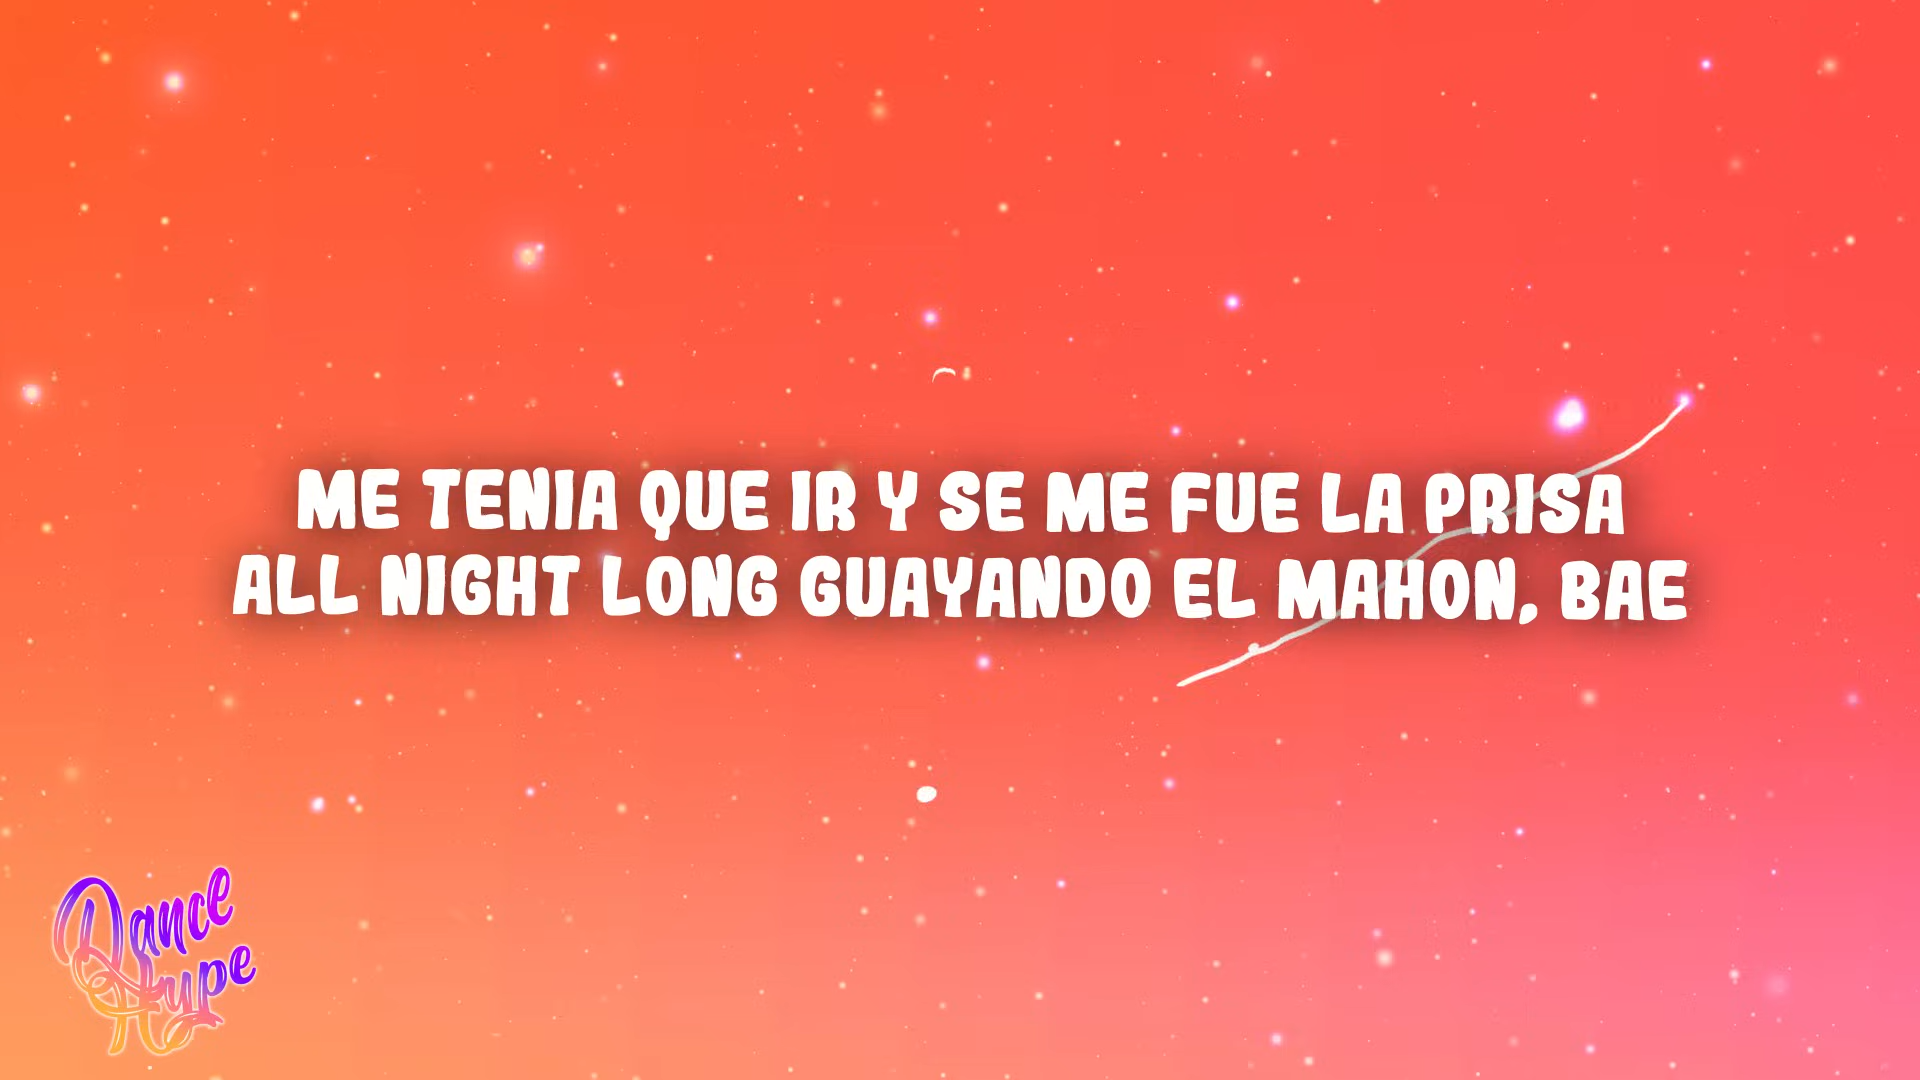 ME TENIA QUE IR Y SE ME FUE LA PRISA
ALL NIGHT LONG GUAYANDO EL MAHON, BAE
Dance
Hype